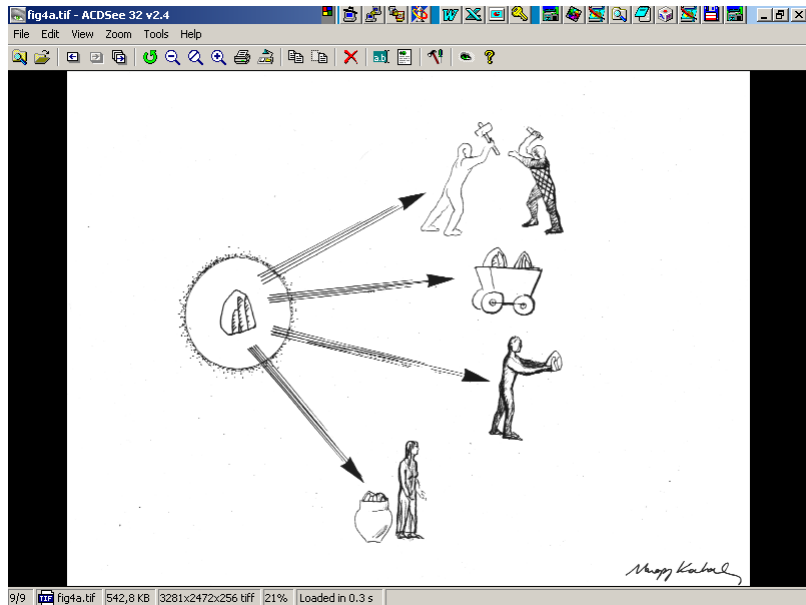 fig4a.tif - ACDSee 32 v2.4
File Edit View Zoom Tools Help
9/9 fig4a.tif 542,8 KB 3281x2472x256 tiff 21% Loaded in 0.3 s